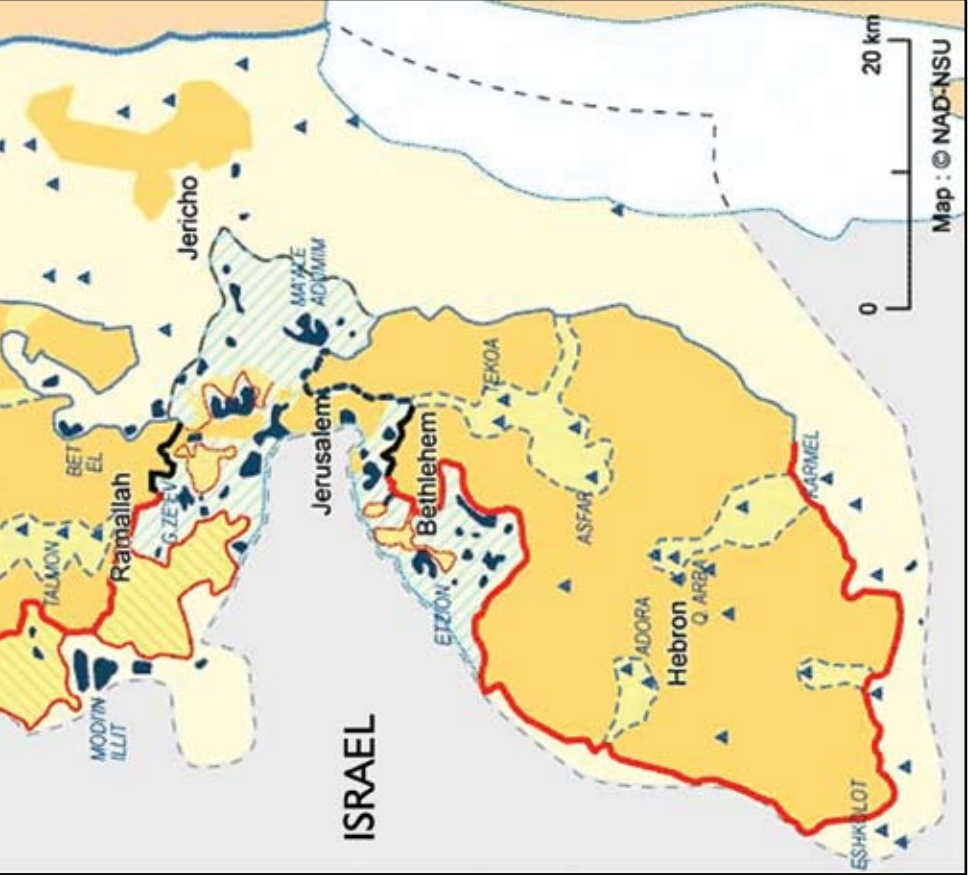 TALMON
BET
EL
MODI'IN
ILLIT
Ramallah
G.ZE'EV
Jericho
MA'ALE
ADUMIM
Jerusalem
ISRAEL
Bethlehem
ETZION
TEKOA
ASFAR
ADORA
Hebron
Q. ARBA
KARMEL
ESHKOLOT
0 20 km
Map : © NAD-NSU